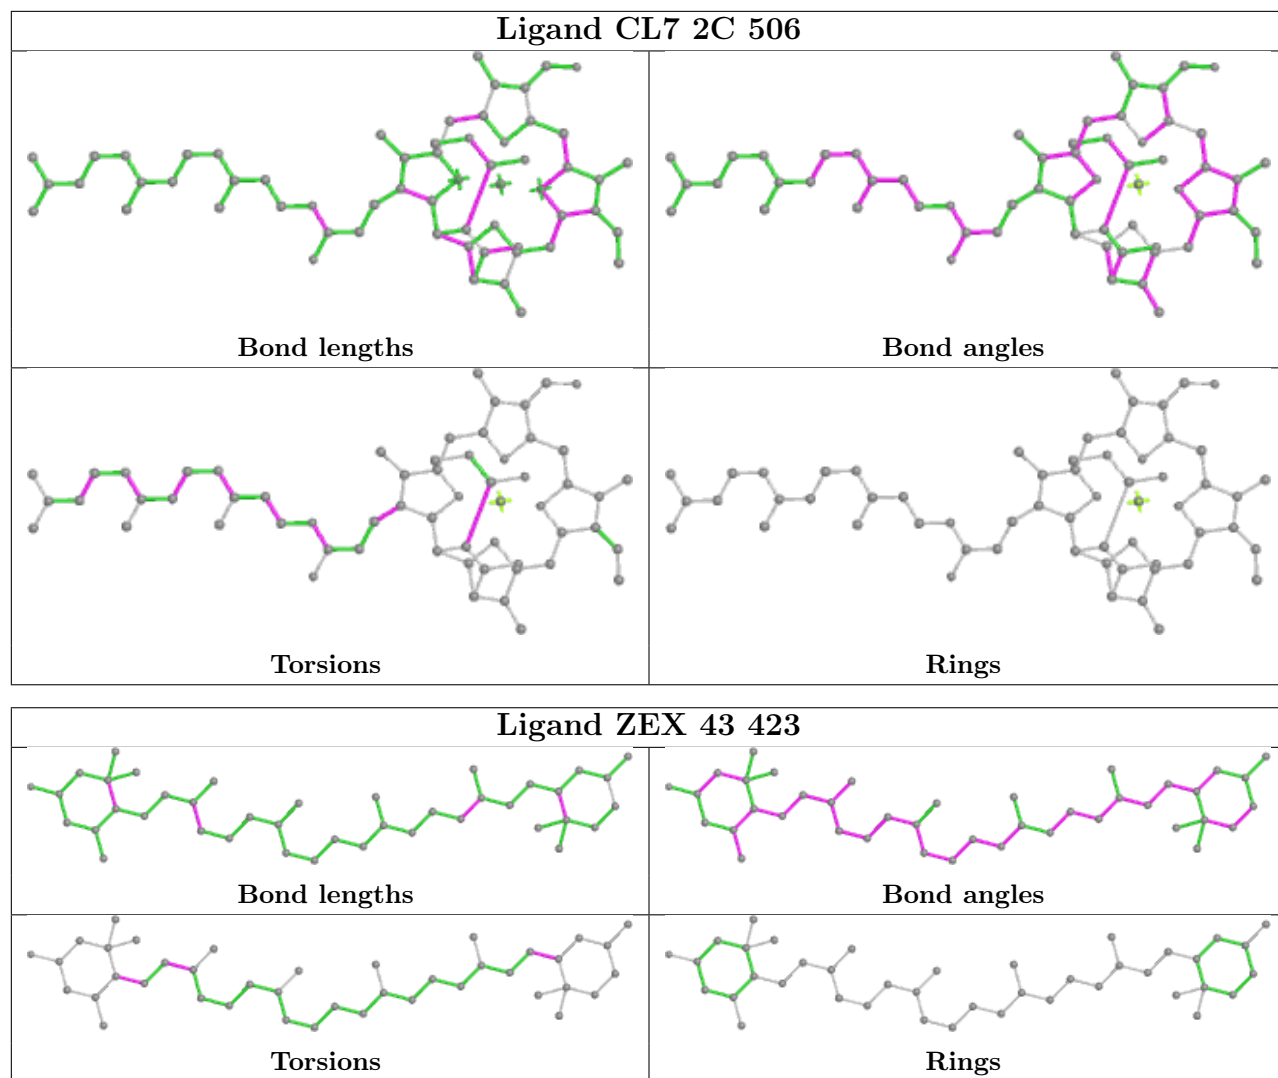 Ligand CL7 2C 506
Bond lengths
Bond angles
Torsions
Rings
Ligand ZEX 43 423
Bond lengths
Bond angles
Torsions
Rings